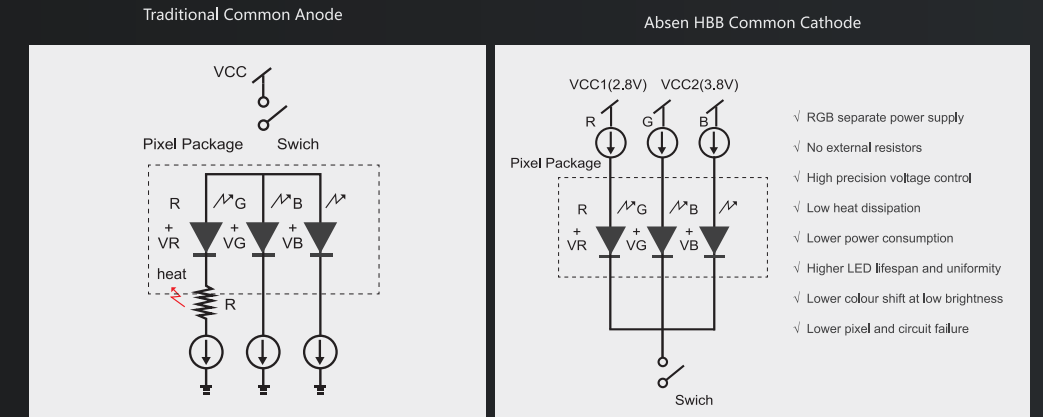 Traditional Common Anode
VCC
Pixel Package Swich
R G B
+ + +
VR VG VB
heat
R
Absen HBB Common Cathode
VCC1(2.8V) VCC2(3.8V)
R G B
Pixel Package
R G B
+ + +
VR VG VB
Swich
√ RGB separate power supply
√ No external resistors
√ High precision voltage control
√ Low heat dissipation
√ Lower power consumption
√ Higher LED lifespan and uniformity
√ Lower colour shift at low brightness
√ Lower pixel and circuit failure